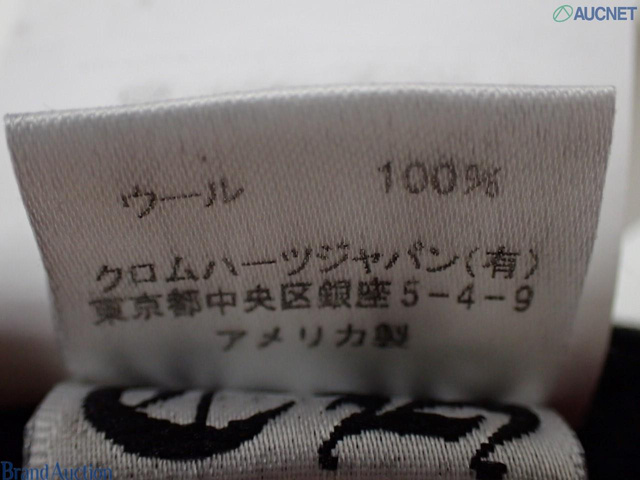 AUCNET
ウール 100%
クロムハーツジャパン(有)
東京都中央区銀座5-4-9
アメリカ製
Brand Auction